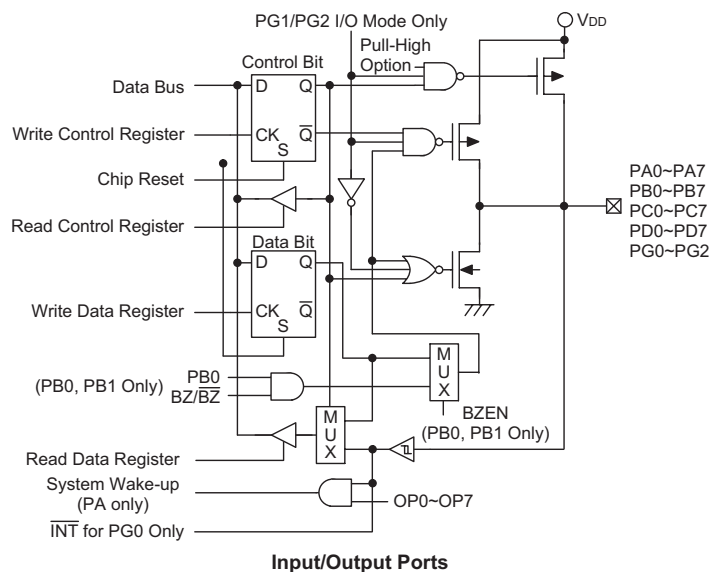 PG1/PG2 I/O Mode Only
VDD
Pull-High
Option
Control Bit
Data Bus
D Q
Write Control Register
CK Q̅
S
Chip Reset
Read Control Register
Data Bit
D Q
Write Data Register
CK Q̅
S
PA0~PA7
PB0~PB7
PC0~PC7
PD0~PD7
PG0~PG2
PB0
(PB0, PB1 Only)
BZ/B̅Z̅
M
U
X
BZEN
(PB0, PB1 Only)
M
U
X
Read Data Register
System Wake-up
(PA only)
OP0~OP7
I̅N̅T̅ for PG0 Only
Input/Output Ports